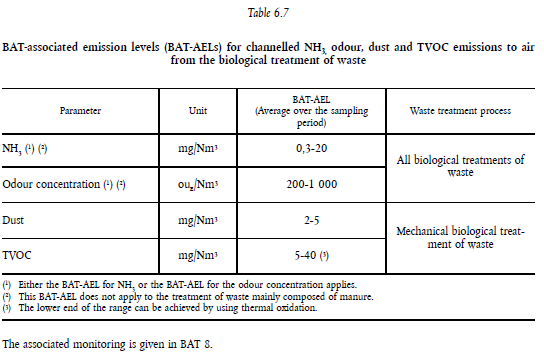 Table 6.7
BAT-associated emission levels (BAT-AELs) for channelled NH₃, odour, dust and TVOC emissions to air
from the biological treatment of waste
Parameter
Unit
BAT-AEL
(Average over the sampling
period)
Waste treatment process
NH₃ (¹) (²)
mg/Nm³
0,3-20
All biological treatments of
waste
Odour concentration (¹) (²)
ouₑ/Nm³
200-1 000
Dust
mg/Nm³
2-5
Mechanical biological treat-
ment of waste
TVOC
mg/Nm³
5-40 (³)
(¹) Either the BAT-AEL for NH₃ or the BAT-AEL for the odour concentration applies.
(²) This BAT-AEL does not apply to the treatment of waste mainly composed of manure.
(³) The lower end of the range can be achieved by using thermal oxidation.
The associated monitoring is given in BAT 8.